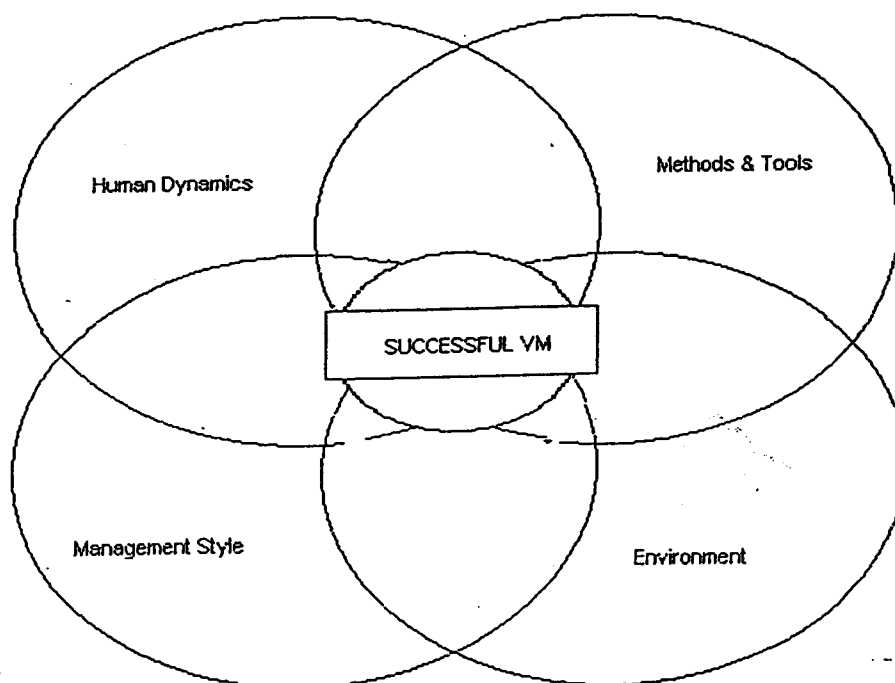 Human Dynamics
Methods & Tools
SUCCESSFUL VM
Management Style
Environment